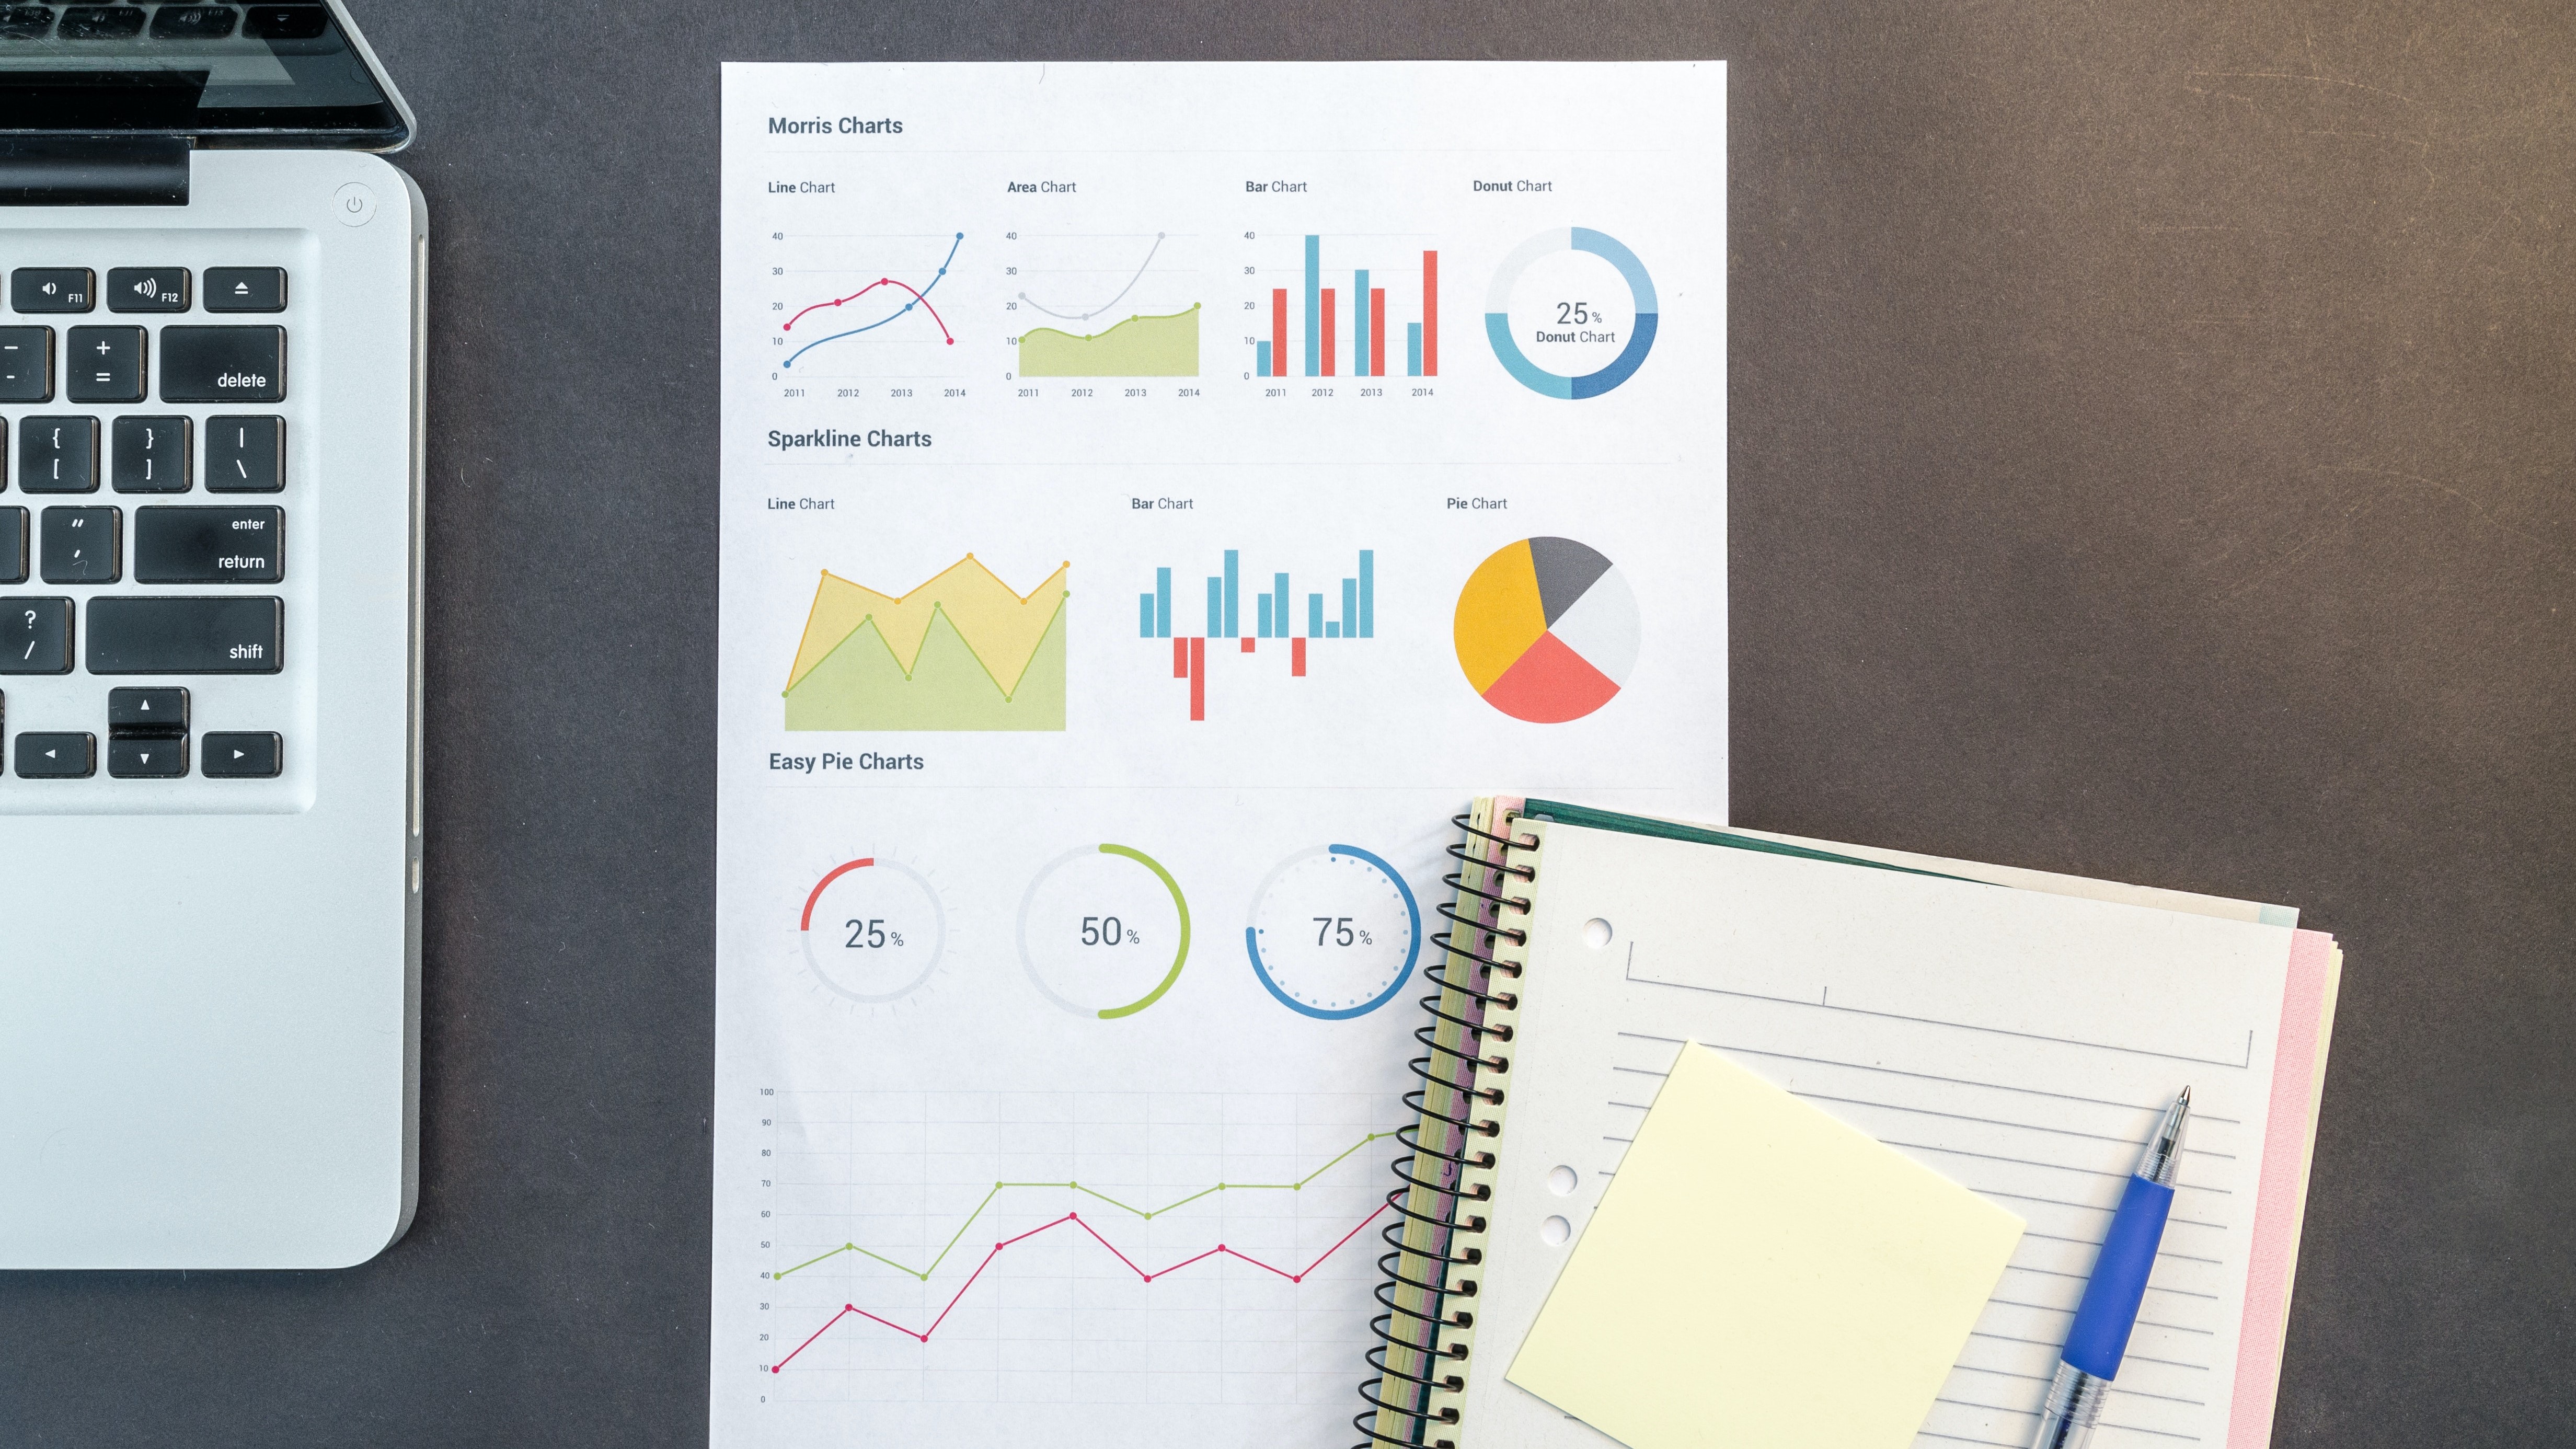 Morris Charts
Line Chart
Area Chart
Bar Chart
Donut Chart
40
30
20
10
0
2011 2012 2013 2014
40
30
20
10
0
2011 2012 2013 2014
40
30
20
10
0
2011 2012 2013 2014
25%
Donut Chart
Sparkline Charts
Line Chart
Bar Chart
Pie Chart
Easy Pie Charts
25%
50%
75%
100
90
80
70
60
50
40
30
20
10
0
F11
F12
-
+
=
delete
{
[
}
]
|
\
"
'
enter
return
?
/
shift